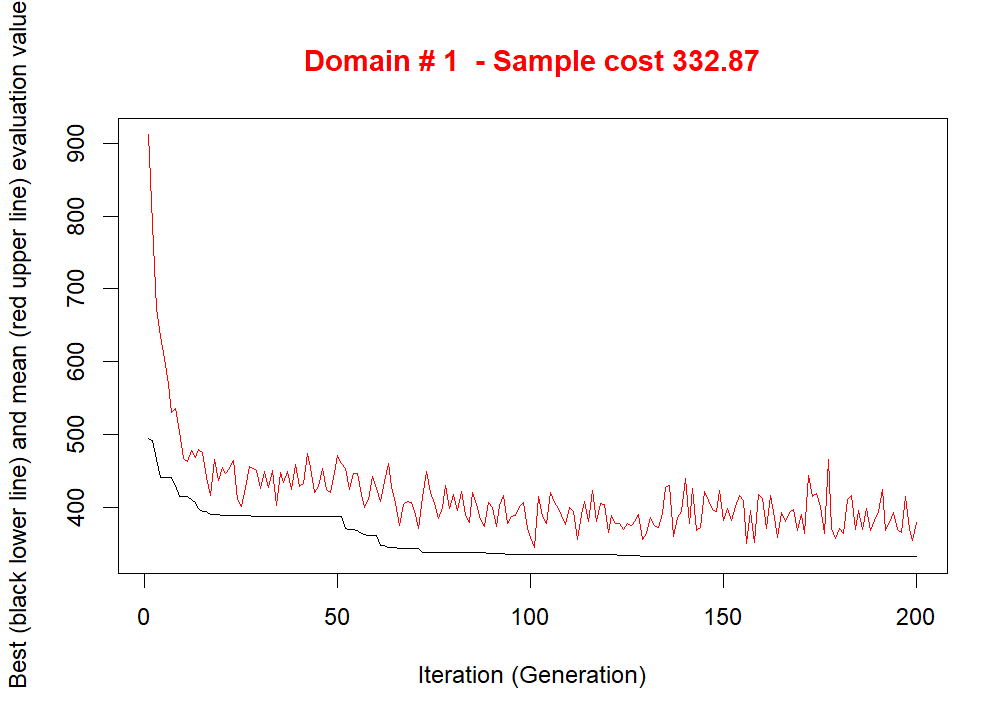 Domain # 1  - Sample cost 332.87
Best (black lower line) and mean (red upper line) evaluation value
900
800
700
600
500
400
0 50 100 150 200
Iteration (Generation)